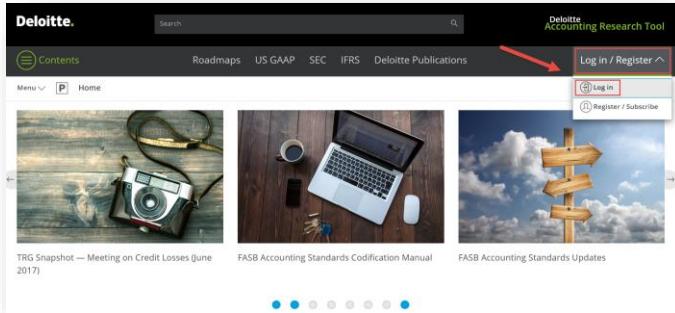 Deloitte.
Search
Deloitte
Accounting Research Tool
Contents
Roadmaps US GAAP SEC IFRS Deloitte Publications
Log in / Register
Log in
Register / Subscribe
Menu P Home
TRG Snapshot — Meeting on Credit Losses (June
2017)
FASB Accounting Standards Codification Manual
FASB Accounting Standards Updates